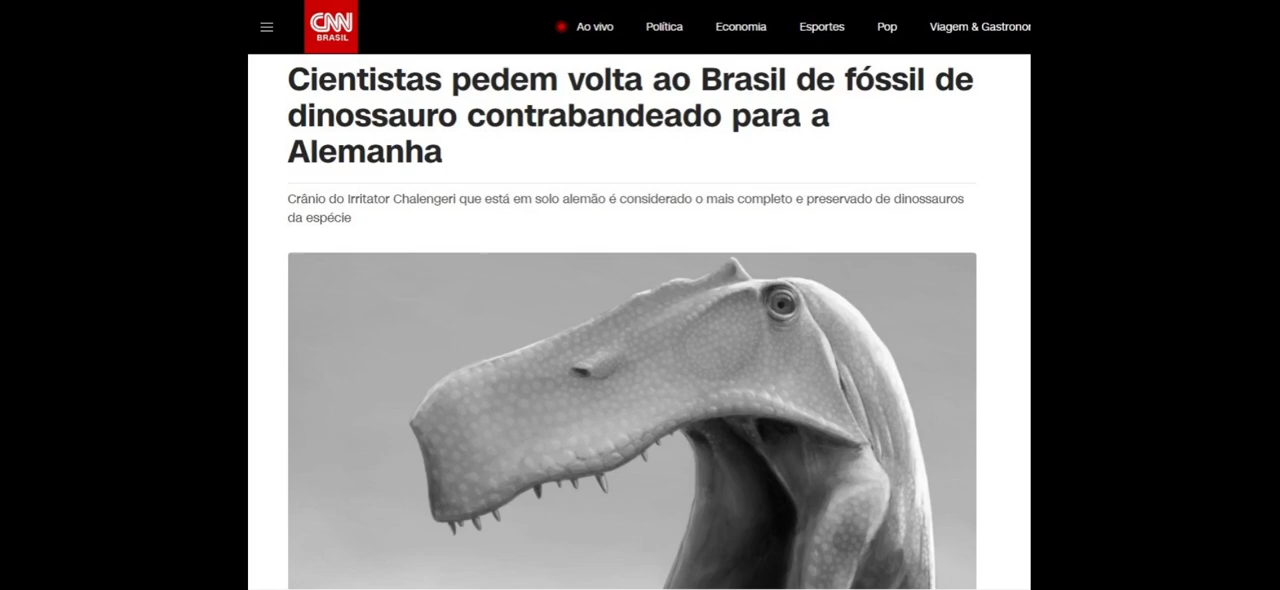 CNN
BRASIL
Ao vivo Política Economia Esportes Pop Viagem & Gastronor
Cientistas pedem volta ao Brasil de fóssil de
dinossauro contrabandeado para a
Alemanha
Crânio do Irritator Chalengeri que está em solo alemão é considerado o mais completo e preservado de dinossauros
da espécie